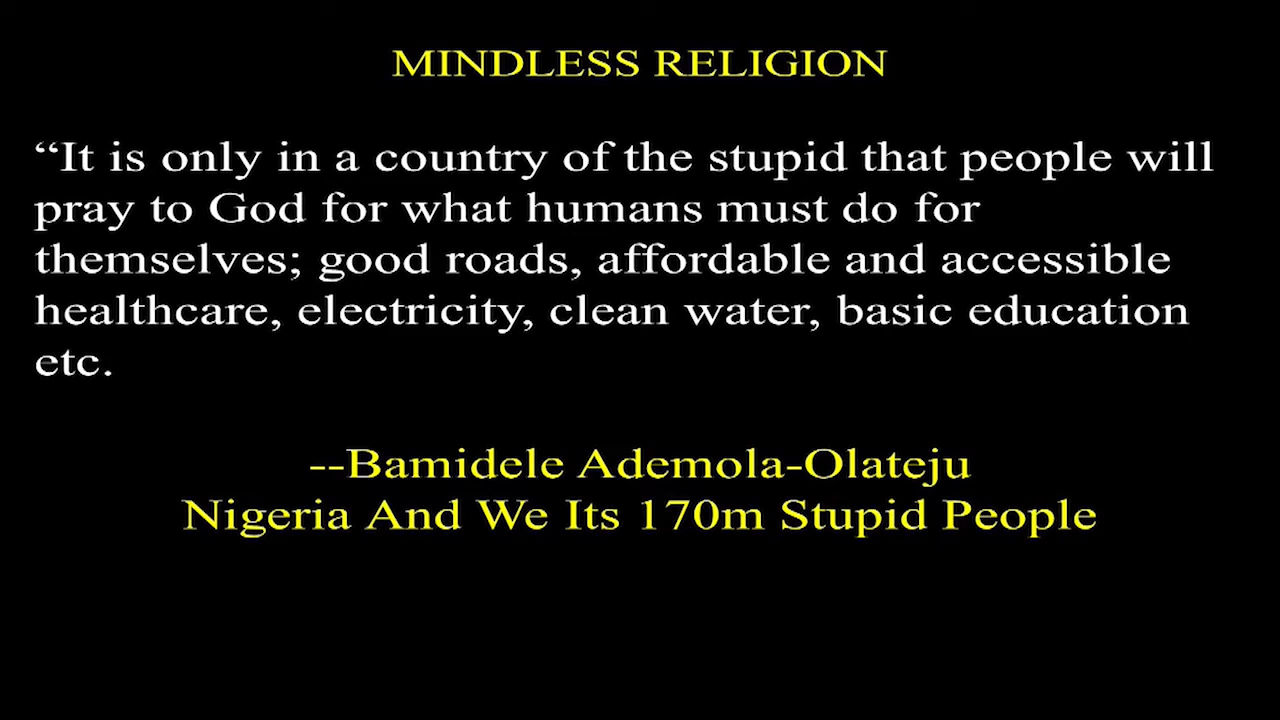 MINDLESS RELIGION
“It is only in a country of the stupid that people will
pray to God for what humans must do for
themselves; good roads, affordable and accessible
healthcare, electricity, clean water, basic education
etc.
--Bamidele Ademola-Olateju
Nigeria And We Its 170m Stupid People